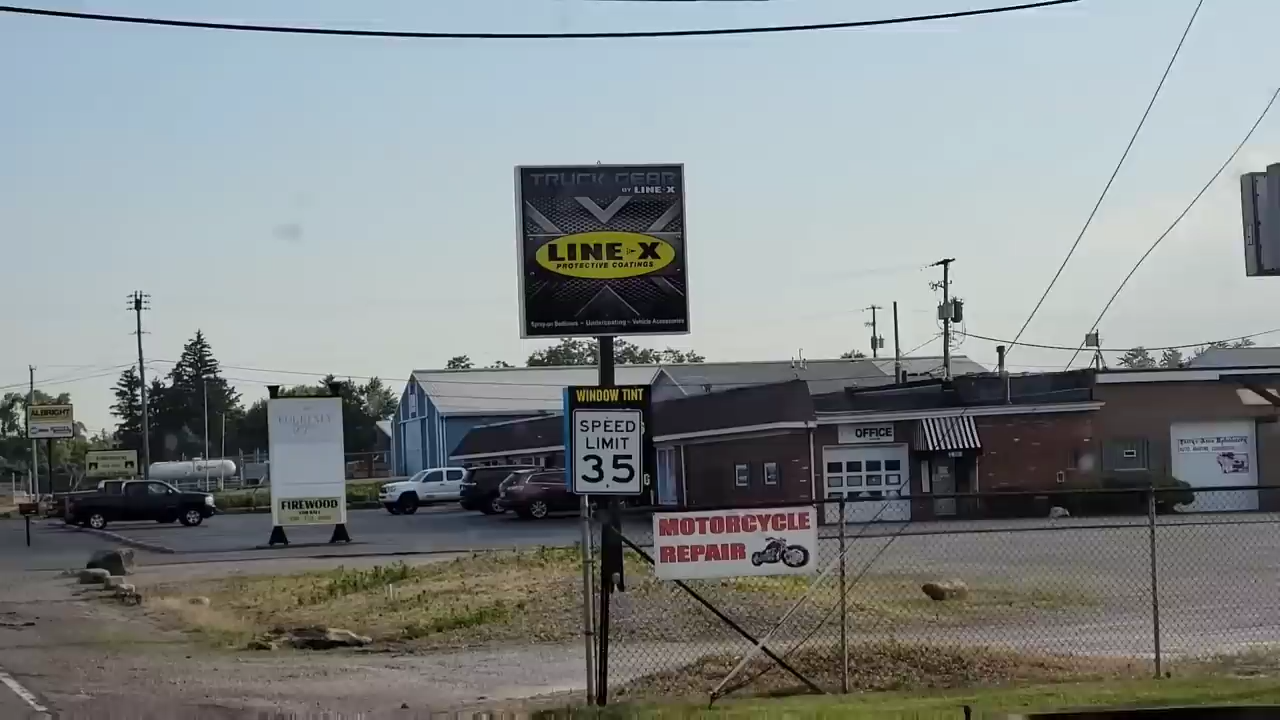 TRUCK GEAR
BY LINE-X
LINE-X
PROTECTIVE COATINGS
Spray-on Bedliners - Undercoating - Vehicle Accessories
WINDOW TINT
SPEED
LIMIT
35
MOTORCYCLE
REPAIR
OFFICE
ALBRIGHT
FIREWOOD